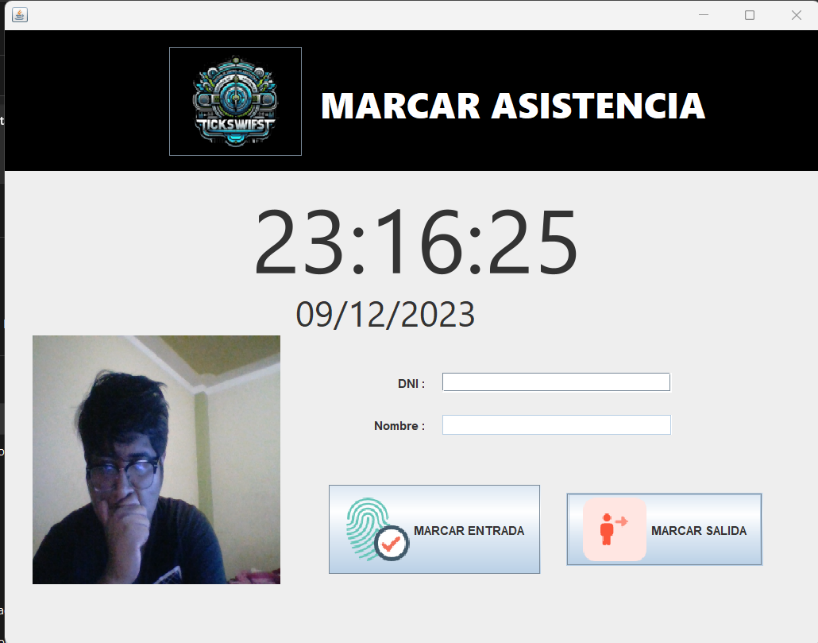 TICKSWIFST
MARCAR ASISTENCIA
23:16:25
09/12/2023
DNI :
Nombre :
MARCAR ENTRADA
MARCAR SALIDA